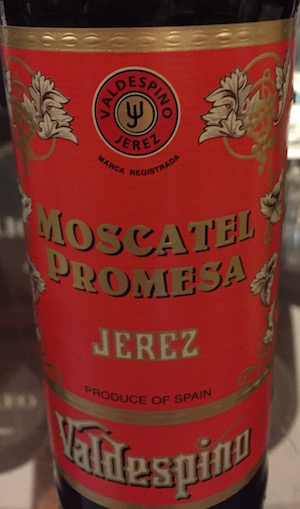 VALDESPINO
JEREZ
MARCA REGISTRADA
MOSCATEL
PROMESA
JEREZ
PRODUCE OF SPAIN
Valdespino